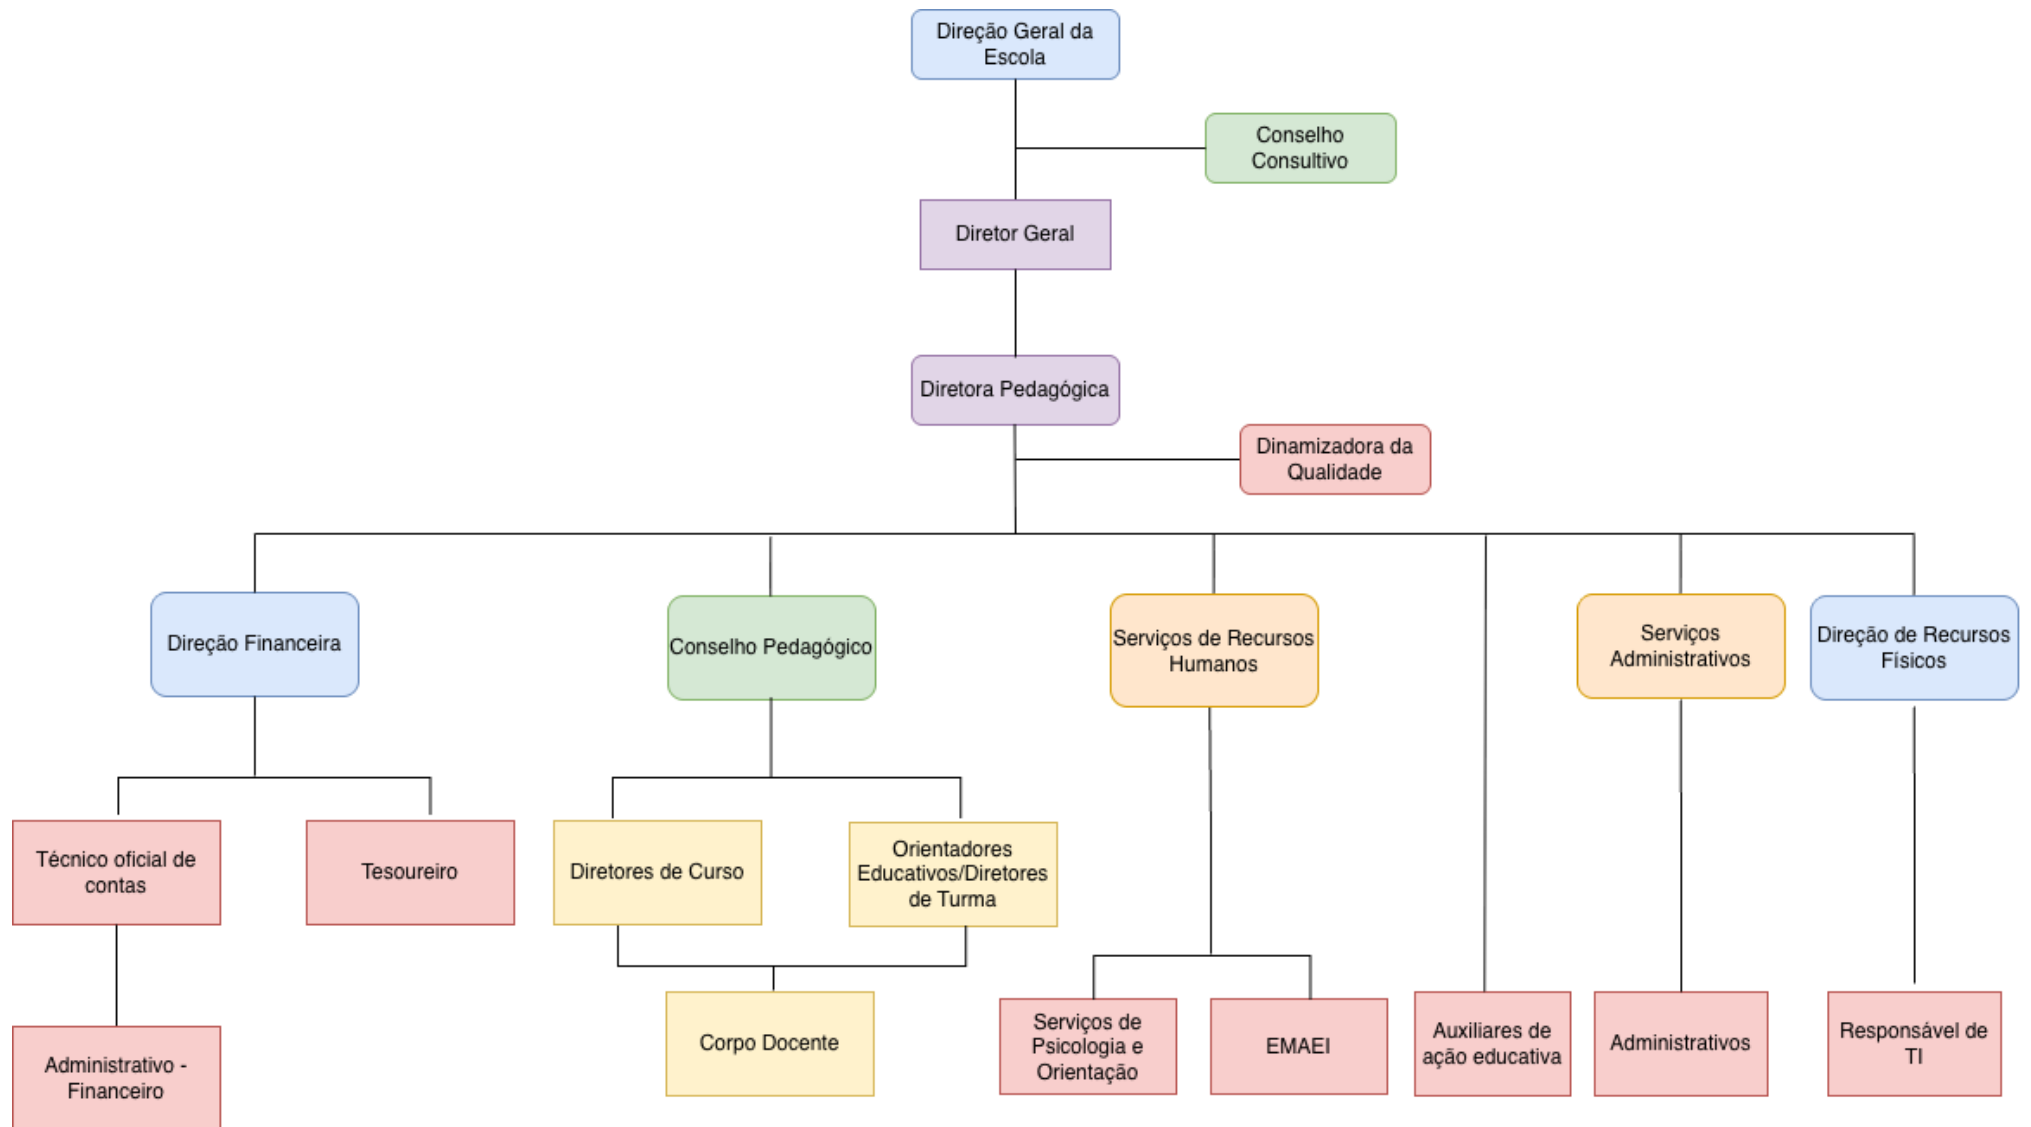 Direção Geral da
Escola
Conselho
Consultivo
Diretor Geral
Diretora Pedagógica
Dinamizadora da
Qualidade
Direção Financeira
Conselho Pedagógico
Serviços de Recursos
Humanos
Serviços
Administrativos
Direção de Recursos
Físicos
Técnico oficial de
contas
Tesoureiro
Diretores de Curso
Orientadores
Educativos/Diretores
de Turma
Administrativo -
Financeiro
Corpo Docente
Serviços de
Psicologia e
Orientação
EMAEI
Auxiliares de
ação educativa
Administrativos
Responsável de
TI